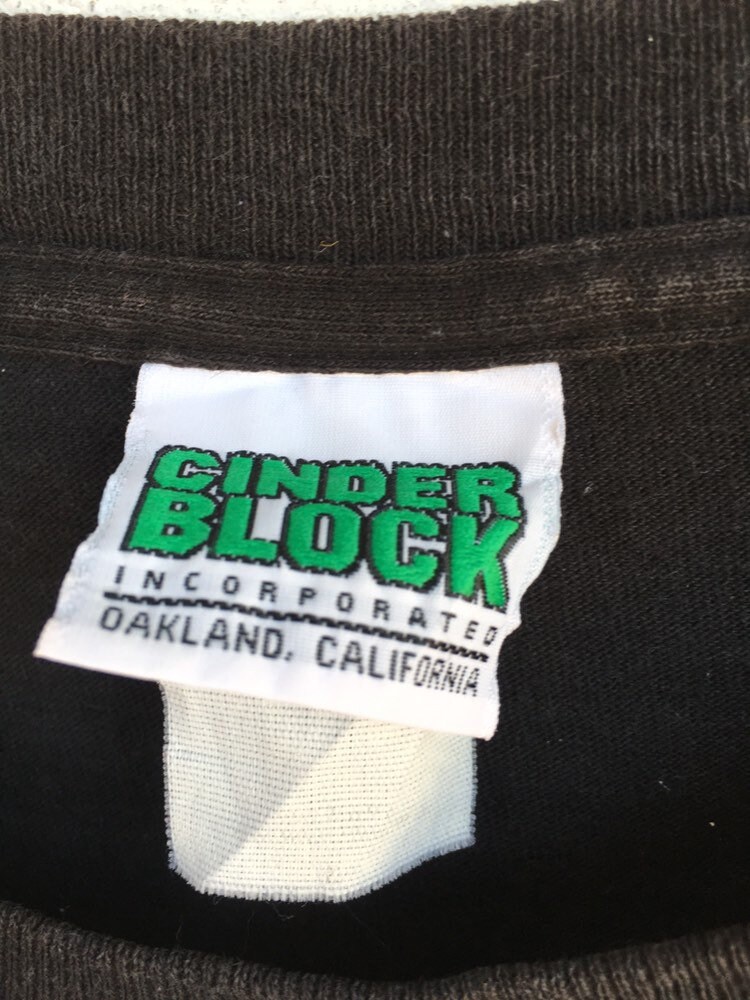 CINDER
BLOCK
INCORPORATED
OAKLAND, CALIFORNIA